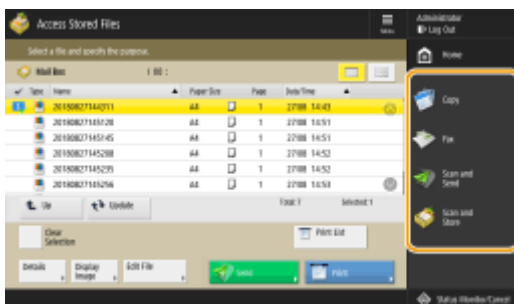 Access Stored Files
Menu
Administrator
Log Out
Select a file and specify the purpose.
Home
Mail Box
00 :
Type Name Paper Size Page Date/Time
1 20180827144311 A4 1 27/08 14:43
20180827145128 A4 1 27/08 14:51
20180827145145 A4 1 27/08 14:51
20180827145208 A4 1 27/08 14:52
20180827145235 A4 1 27/08 14:52
20180827145256 A4 1 27/08 14:53
Copy
Fax
Scan and
Send
Scan and
Store
Up
Update
Total: 7
Selected: 1
Clear
Selection
Print List
Details
Display
Image
Edit File
Send
Print
Status Monitor/Cancel